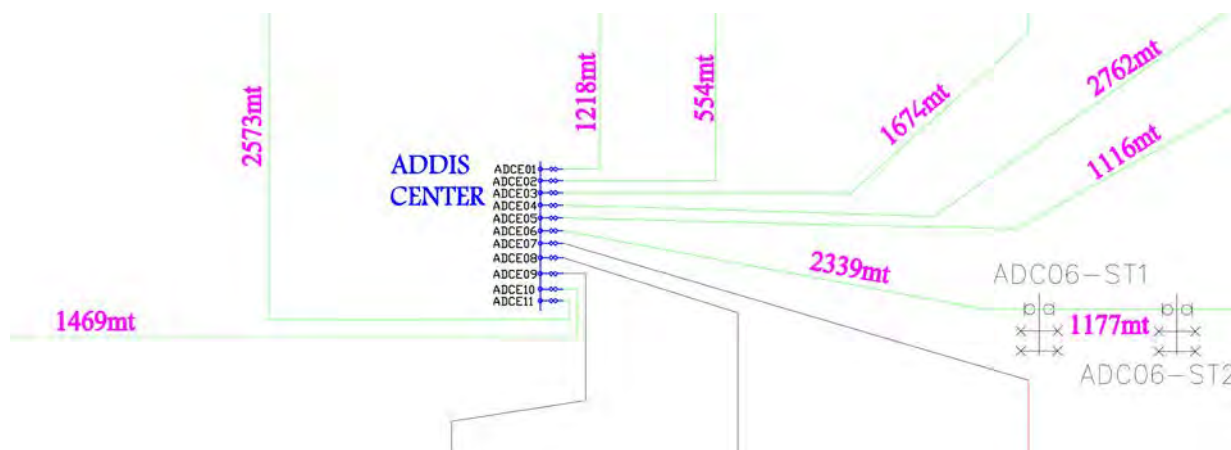 2573mt
1218mt
554mt
1674mt
2762mt
1116mt
ADDIS
CENTER
ADCE01
ADCE02
ADCE03
ADCE04
ADCE05
ADCE06
ADCE07
ADCE08
ADCE09
ADCE10
ADCE11
2339mt
ADC06-ST1
1469mt
1177mt
ADC06-ST2